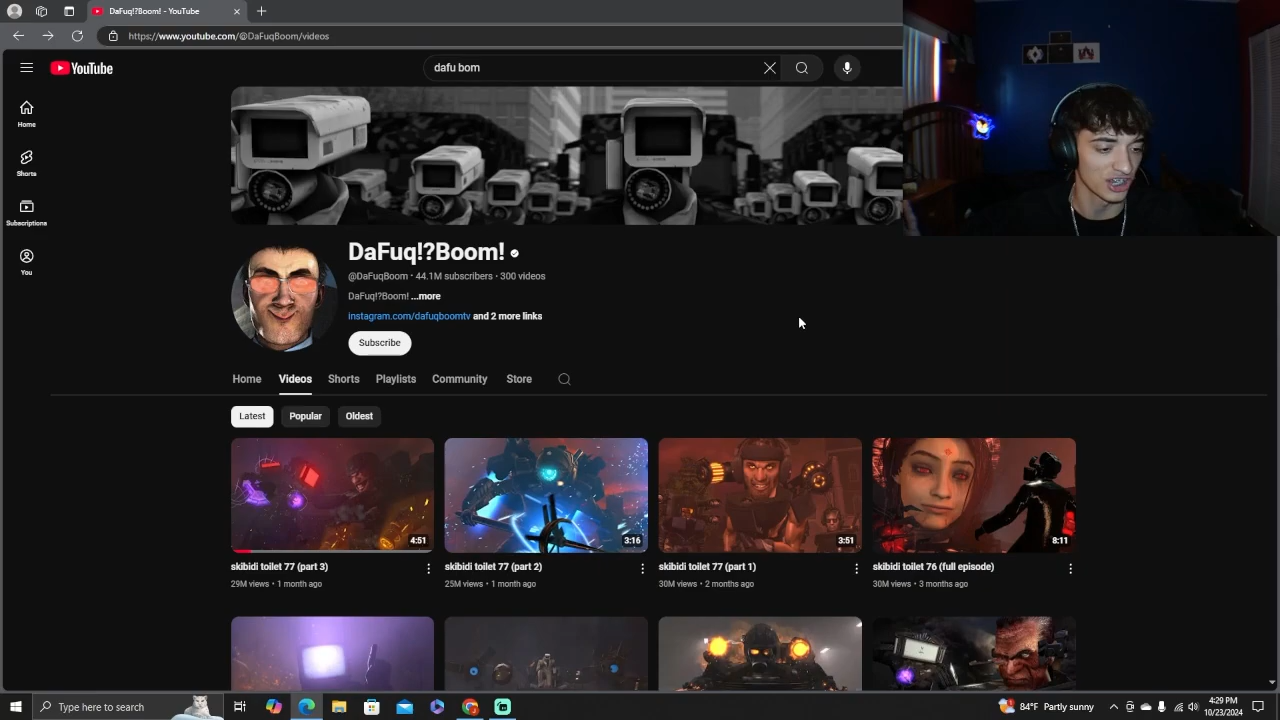 DaFuq!?Boom! - YouTube
https://www.youtube.com/@DaFuqBoom/videos
YouTube
dafu bom
Home
Shorts
Subscriptions
You
DaFuq!?Boom!
@DaFuqBoom • 44.1M subscribers • 300 videos
DaFuq!?Boom! ...more
instagram.com/dafuqboomtv and 2 more links
Subscribe
Home Videos Shorts Playlists Community Store
Latest Popular Oldest
4:51 3:16 3:51 8:11
skibidi toilet 77 (part 3) skibidi toilet 77 (part 2) skibidi toilet 77 (part 1) skibidi toilet 76 (full episode)
29M views • 1 month ago 25M views • 1 month ago 30M views • 2 months ago 30M views • 3 months ago
Type here to search
84°F Partly sunny
4:29 PM
10/23/2024